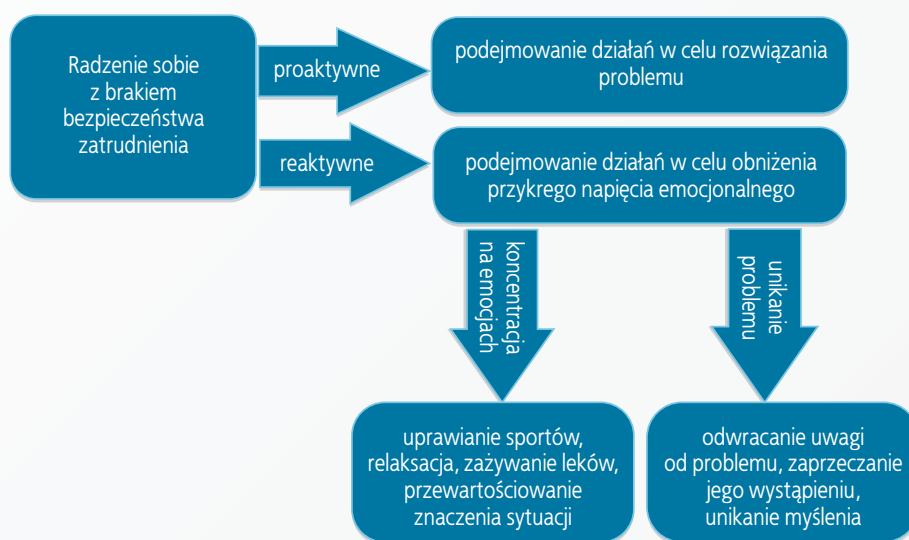 Radzenie sobie
z brakiem
bezpieczeństwa
zatrudnienia
proaktywne
podejmowanie działań w celu rozwiązania
problemu
reaktywne
podejmowanie działań w celu obniżenia
przykrego napięcia emocjonalnego
koncentracja
na emocjach
unikanie
problemu
uprawianie sportów,
relaksacja, zażywanie leków,
przewartościowanie
znaczenia sytuacji
odwracanie uwagi
od problemu, zaprzeczanie
jego wystąpieniu,
unikanie myślenia